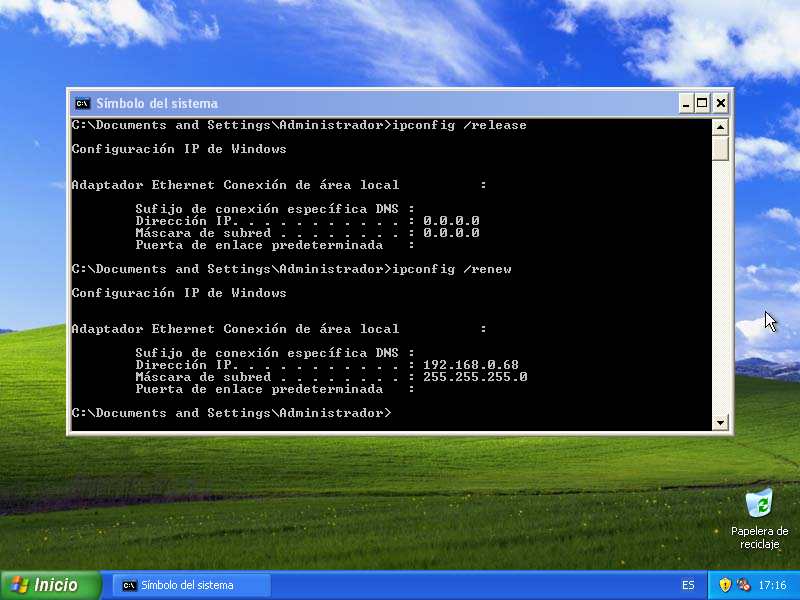 Símbolo del sistema
C:\Documents and Settings\Administrador>ipconfig /release
Configuración IP de Windows
Adaptador Ethernet Conexión de área local          :
        Sufijo de conexión específica DNS :
        Dirección IP. . . . . . . . . . . : 0.0.0.0
        Máscara de subred . . . . . . . . : 0.0.0.0
        Puerta de enlace predeterminada   :
C:\Documents and Settings\Administrador>ipconfig /renew
Configuración IP de Windows
Adaptador Ethernet Conexión de área local          :
        Sufijo de conexión específica DNS :
        Dirección IP. . . . . . . . . . . : 192.168.0.68
        Máscara de subred . . . . . . . . : 255.255.255.0
        Puerta de enlace predeterminada   :
C:\Documents and Settings\Administrador>
Papelera de
reciclaje
Inicio
Símbolo del sistema
ES
17:16